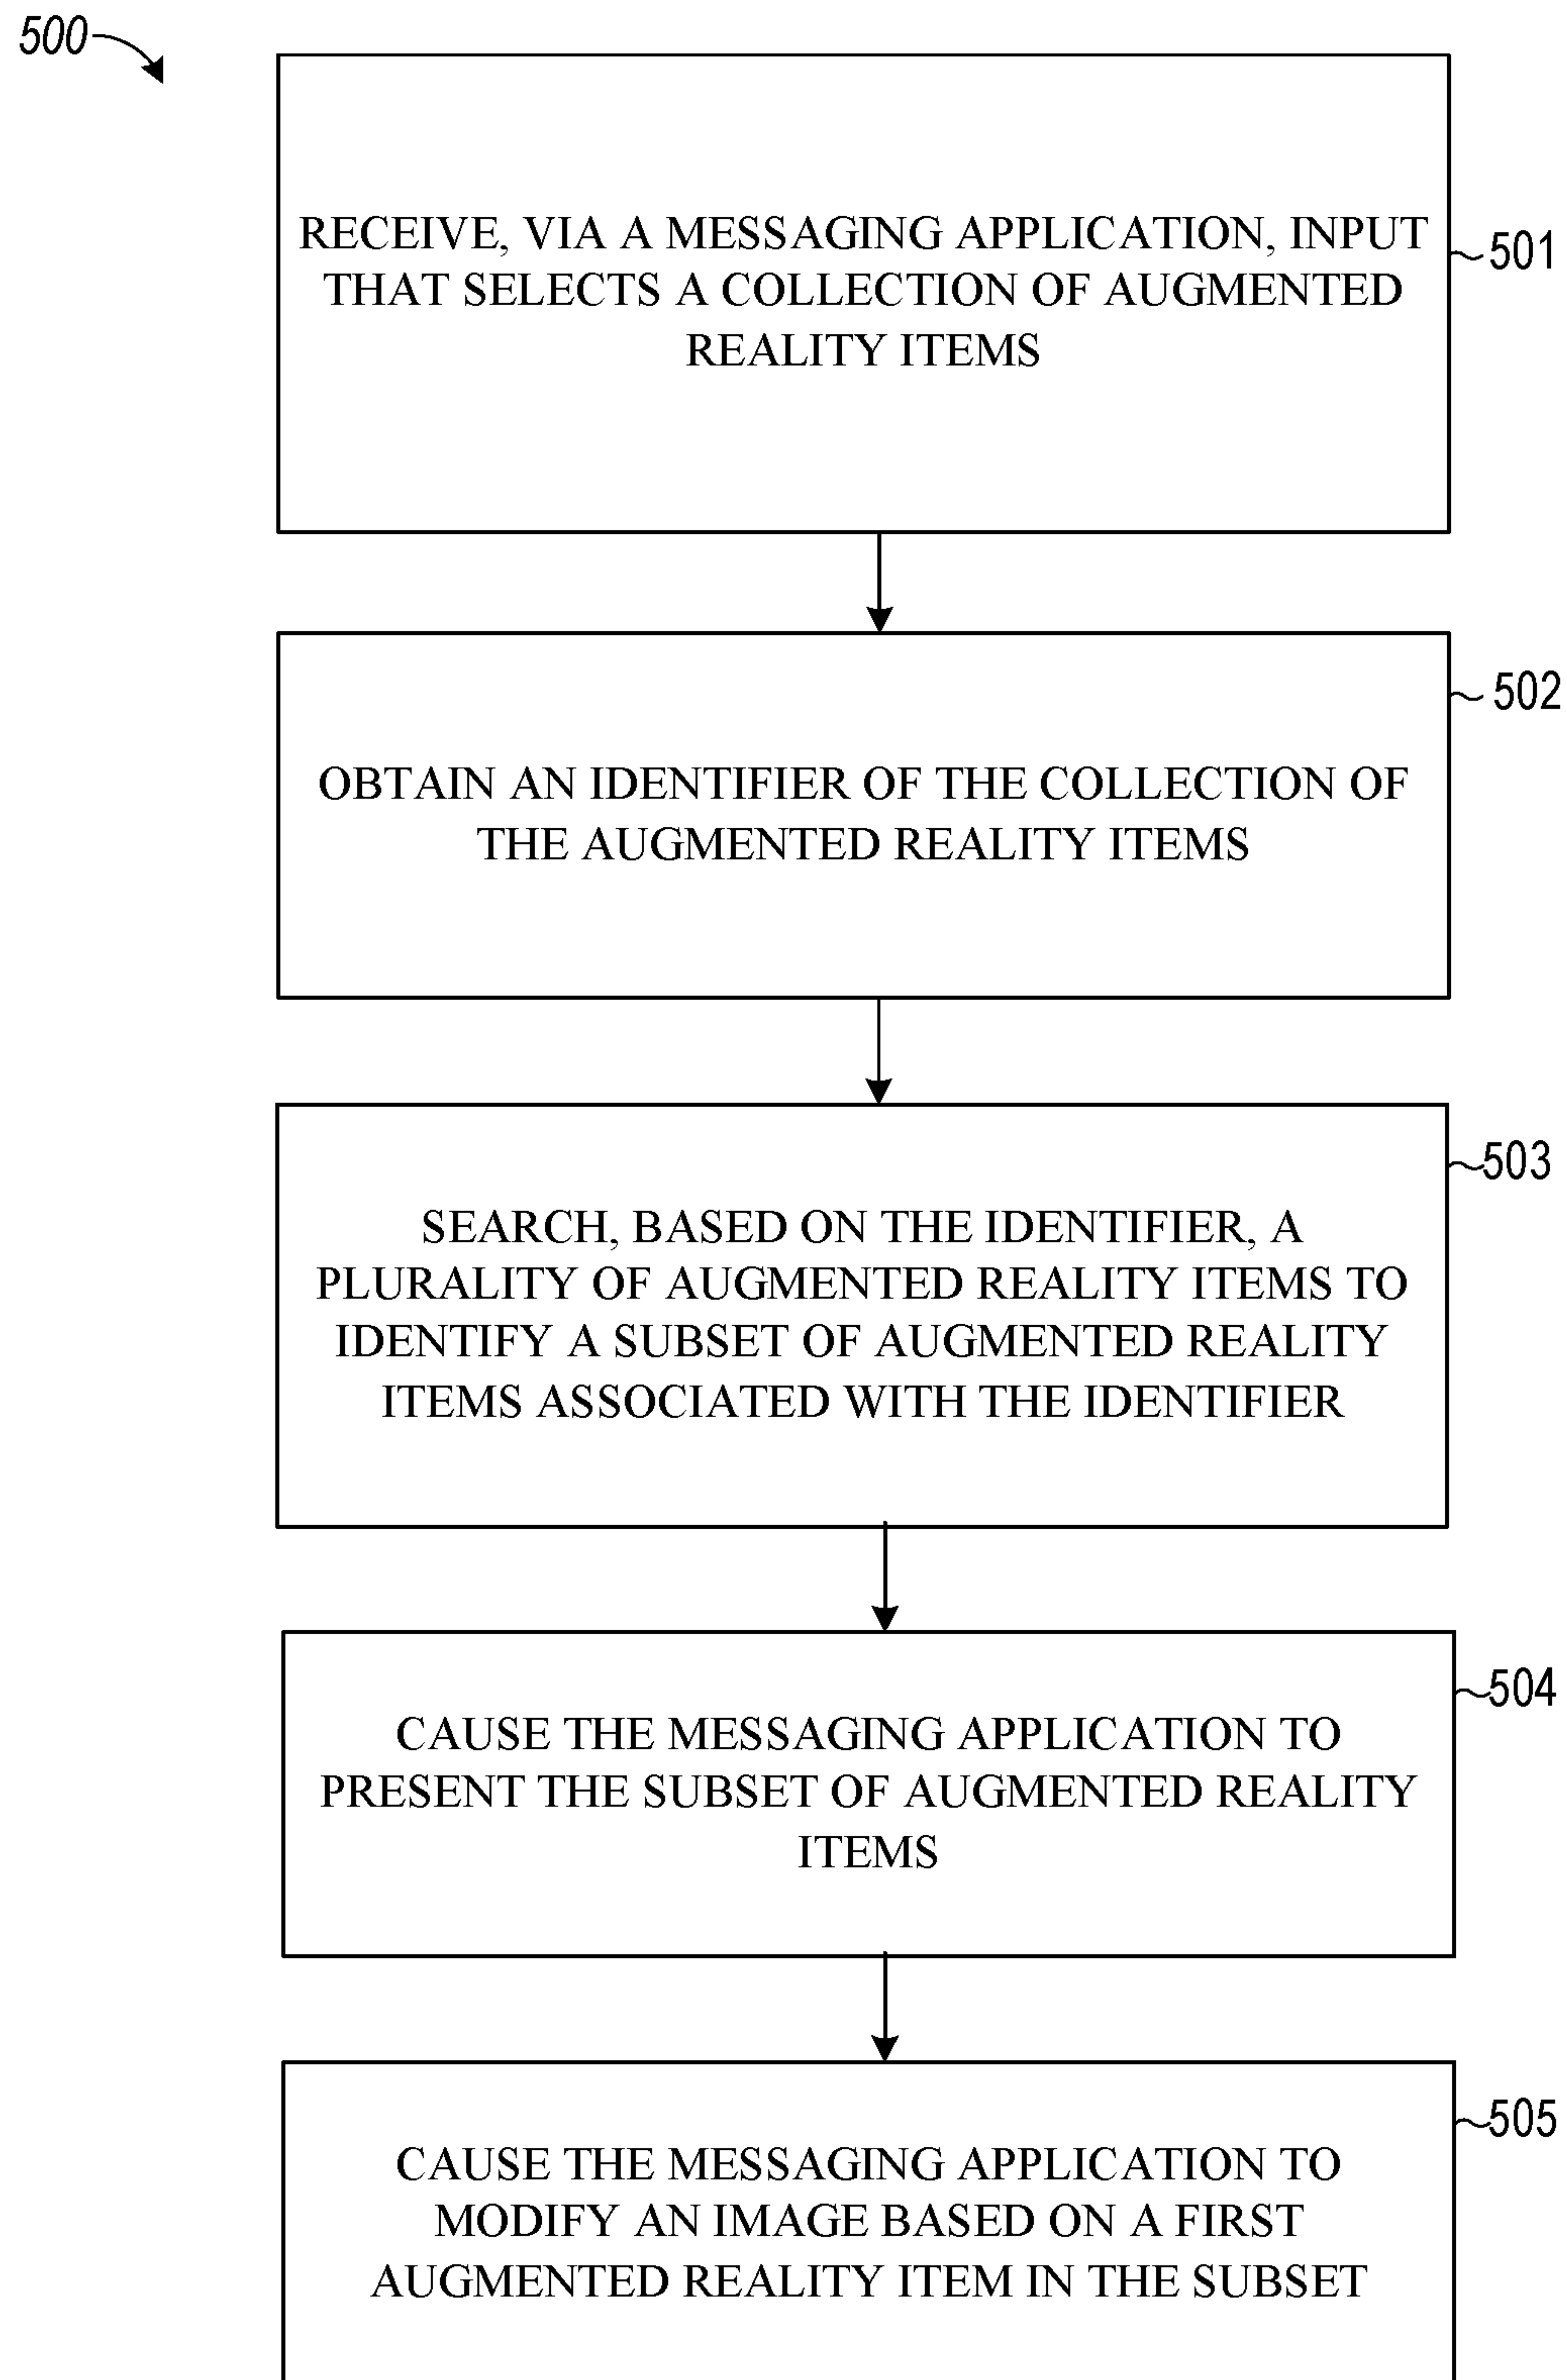 500
RECEIVE, VIA A MESSAGING APPLICATION, INPUT
THAT SELECTS A COLLECTION OF AUGMENTED
REALITY ITEMS
501
502
OBTAIN AN IDENTIFIER OF THE COLLECTION OF
THE AUGMENTED REALITY ITEMS
503
SEARCH, BASED ON THE IDENTIFIER, A
PLURALITY OF AUGMENTED REALITY ITEMS TO
IDENTIFY A SUBSET OF AUGMENTED REALITY
ITEMS ASSOCIATED WITH THE IDENTIFIER
504
CAUSE THE MESSAGING APPLICATION TO
PRESENT THE SUBSET OF AUGMENTED REALITY
ITEMS
505
CAUSE THE MESSAGING APPLICATION TO
MODIFY AN IMAGE BASED ON A FIRST
AUGMENTED REALITY ITEM IN THE SUBSET